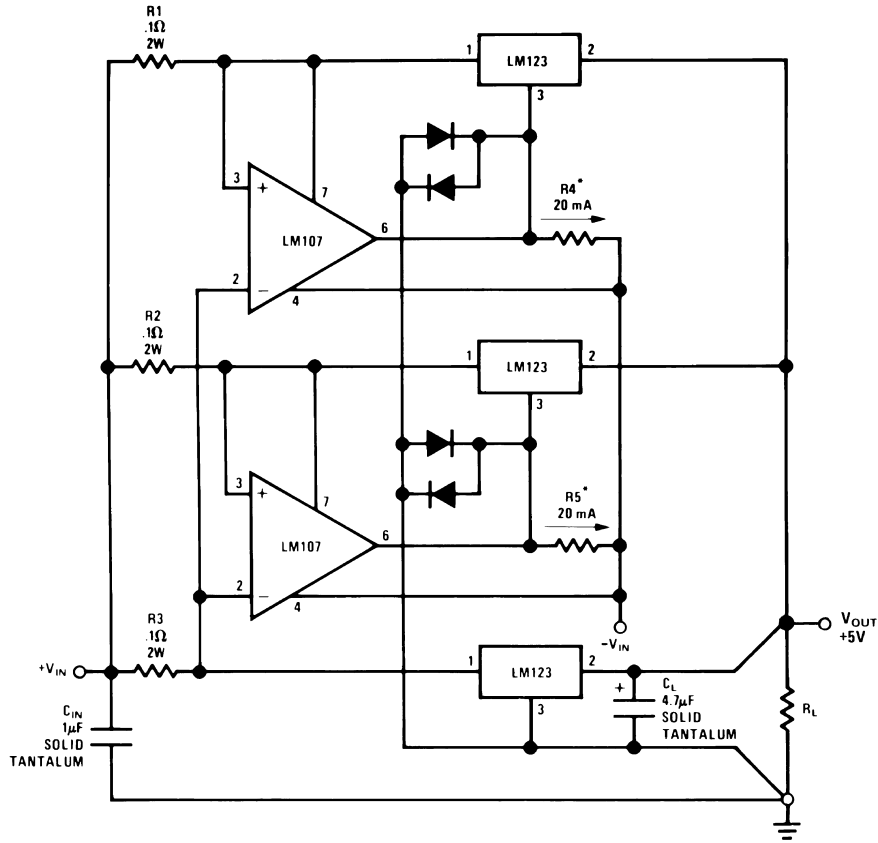 R1
.1Ω
2W
1
LM123
2
3
3
+
7
R4*
20 mA
LM107
6
2
−
4
R2
.1Ω
2W
1
LM123
2
3
3
+
7
R5*
20 mA
LM107
6
2
−
4
R3
.1Ω
2W
−VIN
VOUT
+5V
+VIN
1
LM123
2
3
+
CL
4.7μF
SOLID
TANTALUM
RL
CIN
1μF
SOLID
TANTALUM